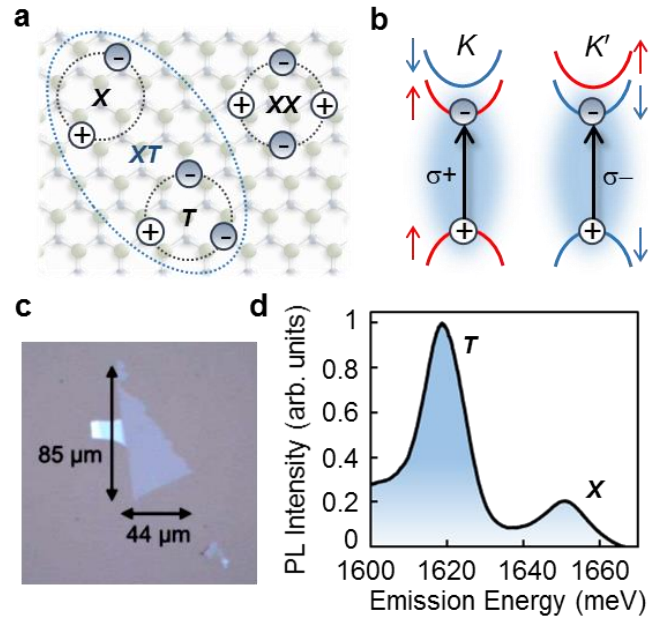 a
X
-
+
XX
-
+
+
-
XT
T
-
+
-
b
K
K′
-
-
σ+
σ−
+
+
c
85 µm
44 µm
d
PL Intensity (arb. units)
1
0.8
0.6
0.4
0.2
0
T
X
1600 1620 1640 1660
Emission Energy (meV)